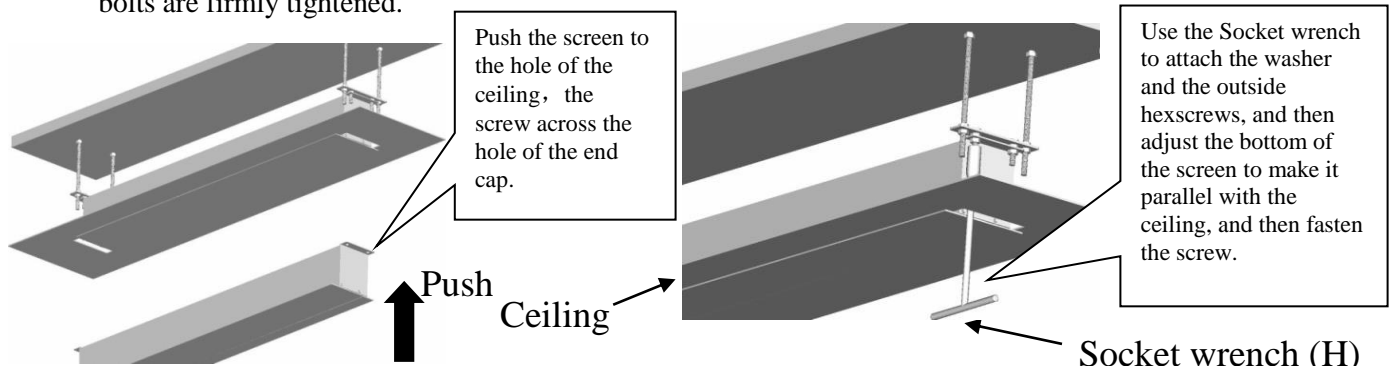 bolts are firmly tightened.
Push the screen to
the hole of the
ceiling，the
screw across the
hole of the end
cap.
Push
Ceiling
Use the Socket wrench
to attach the washer
and the outside
hexscrews, and then
adjust the bottom of
the screen to make it
parallel with the
ceiling, and then fasten
the screw.
Socket wrench (H)